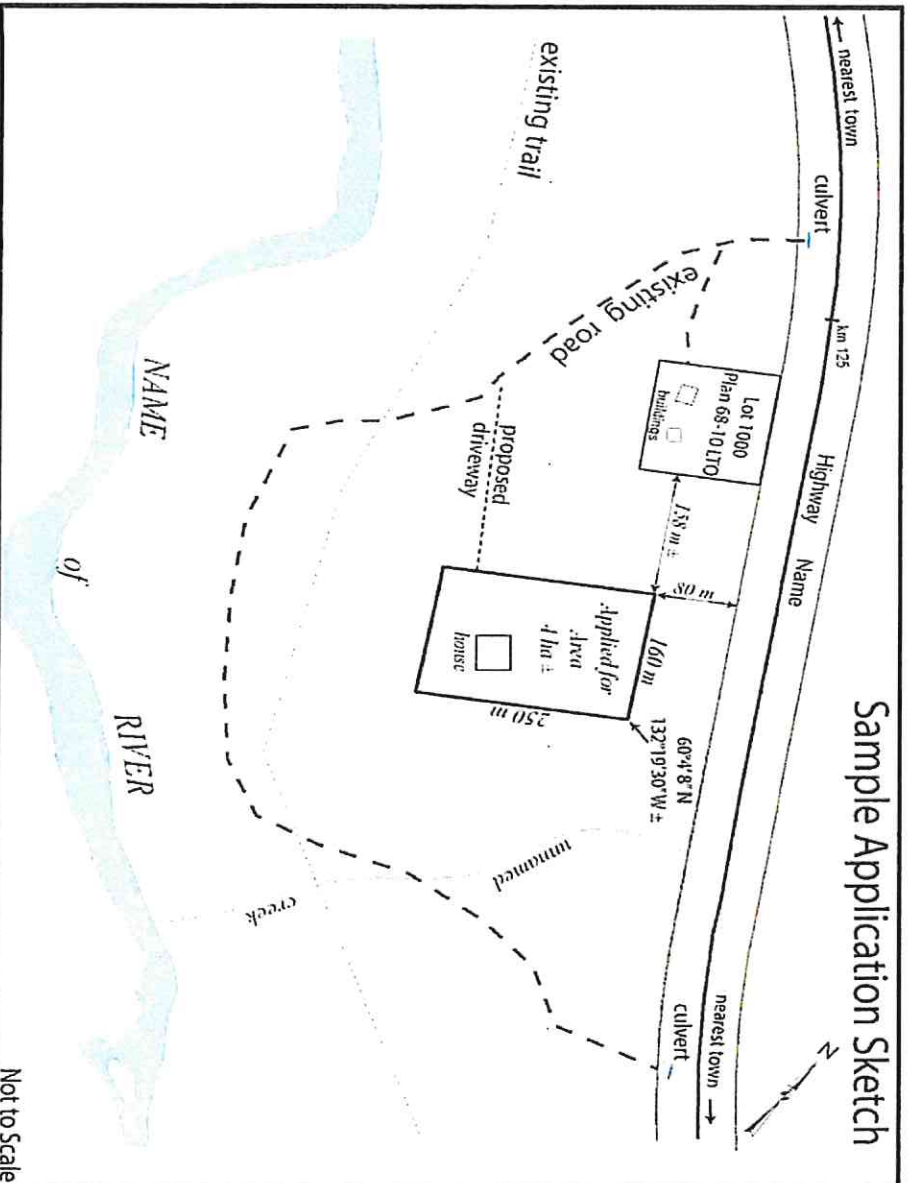 Sample Application Sketch
N
← nearest town
culvert
km 125
Highway
Name
nearest town →
culvert
existing trail
existing road
Lot 1000
Plan 68-10 LTO
buildings
158 m ±
80 m
160 m
60°4'8"N
132°19'30"W ±
proposed
driveway
Applied for
Area
4 ha ±
house
250 m
unnamed
creek
NAME
of
RIVER
Not to Scale